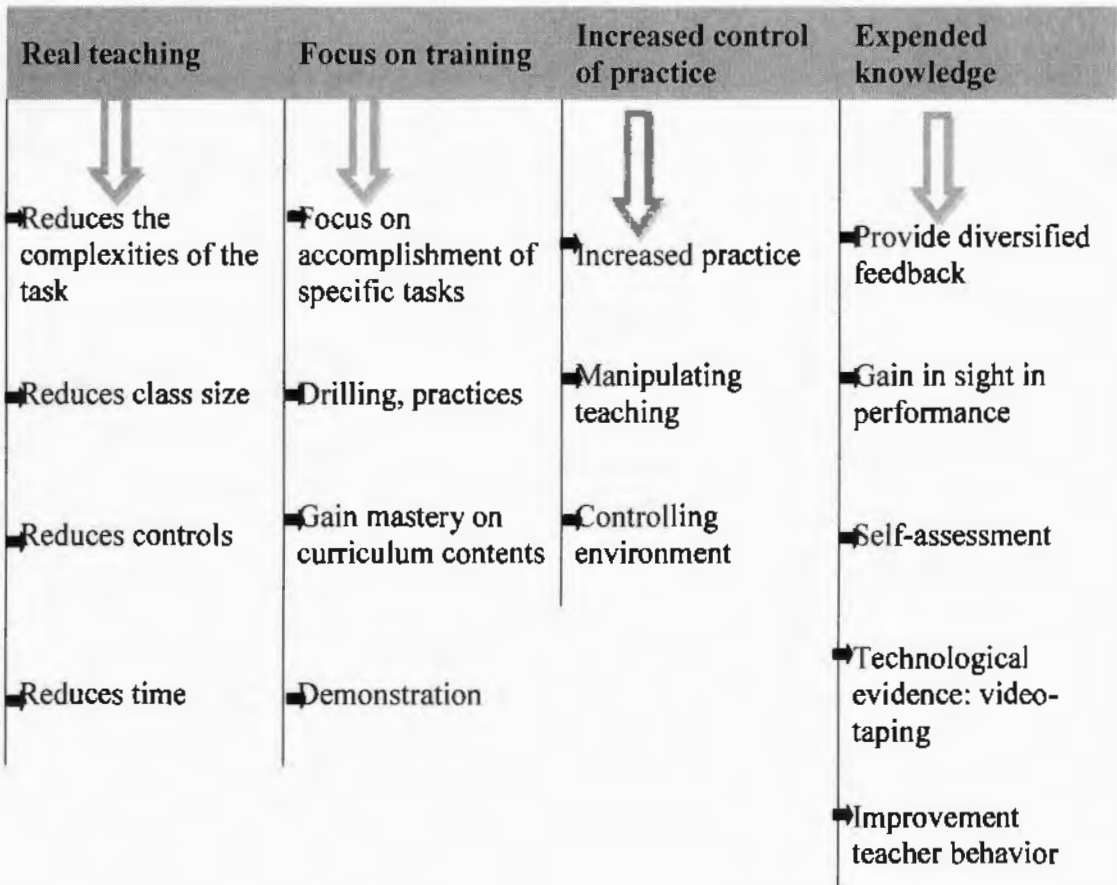 Real teaching
Focus on training
Increased control
of practice
Expended
knowledge
Reduces the
complexities of the
task
Reduces class size
Reduces controls
Reduces time
Focus on
accomplishment of
specific tasks
Drilling, practices
Gain mastery on
curriculum contents
Demonstration
Increased practice
Manipulating
teaching
Controlling
environment
Provide diversified
feedback
Gain in sight in
performance
Self-assessment
Technological
evidence: video-
taping
Improvement
teacher behavior